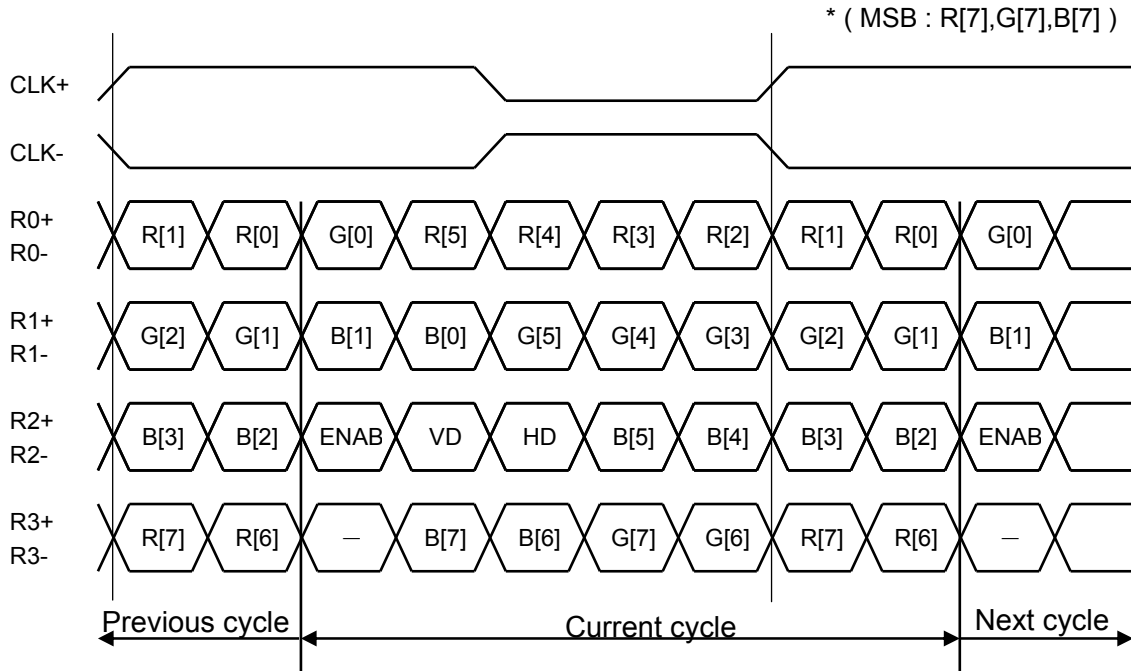 * ( MSB : R[7],G[7],B[7] )
CLK+
CLK-
R0+
R0-
R[1] R[0] G[0] R[5] R[4] R[3] R[2] R[1] R[0] G[0]
R1+
R1-
G[2] G[1] B[1] B[0] G[5] G[4] G[3] G[2] G[1] B[1]
R2+
R2-
B[3] B[2] ENAB VD HD B[5] B[4] B[3] B[2] ENAB
R3+
R3-
R[7] R[6] — B[7] B[6] G[7] G[6] R[7] R[6] —
Previous cycle Current cycle Next cycle